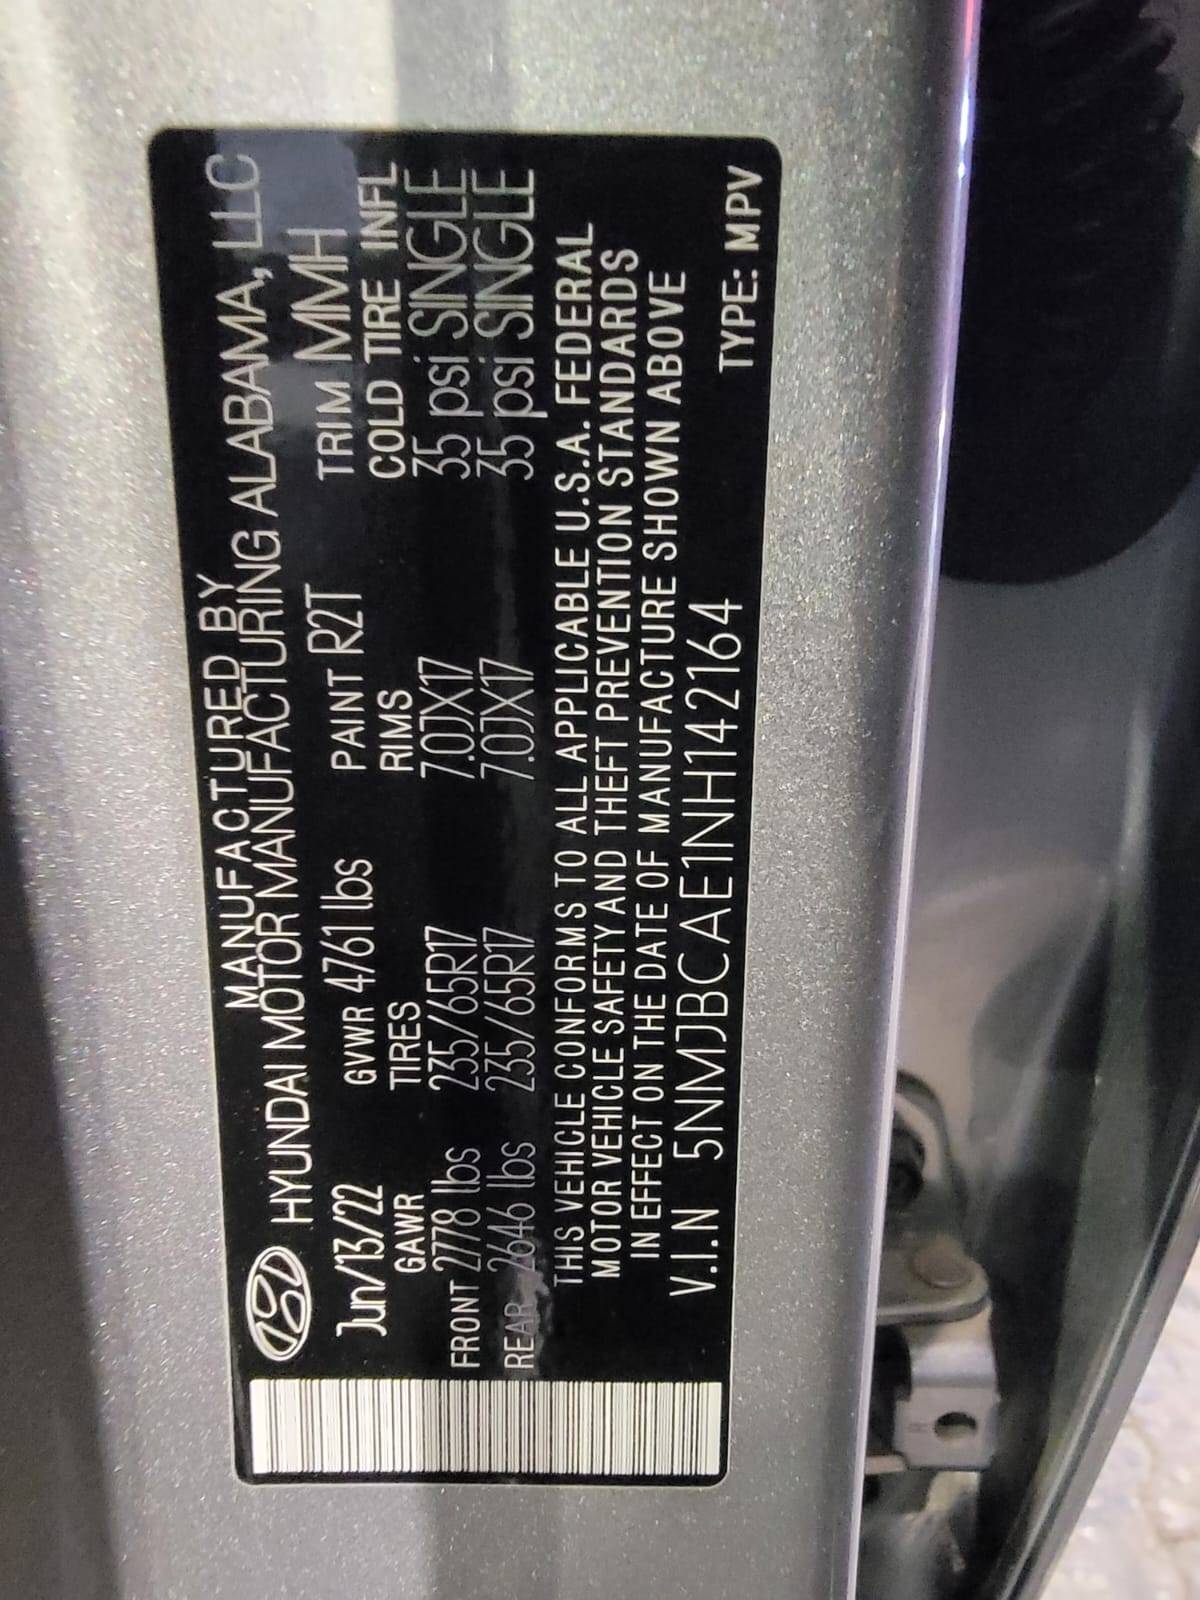 MANUFACTURED BY
HYUNDAI MOTOR MANUFACTURING ALABAMA, LLC
Jun/13/22 GVWR 4761 lbs PAINT R2T TRIM MMH
GAWR TIRES RIMS COLD TIRE INFL
FRONT 2778 lbs 235/65R17 7.0JX17 35 psi SINGLE
REAR 2646 lbs 235/65R17 7.0JX17 35 psi SINGLE
THIS VEHICLE CONFORMS TO ALL APPLICABLE U.S.A. FEDERAL
MOTOR VEHICLE SAFETY AND THEFT PREVENTION STANDARDS
IN EFFECT ON THE DATE OF MANUFACTURE SHOWN ABOVE
V.I.N 5NMJBCAE1NH142164 TYPE: MPV